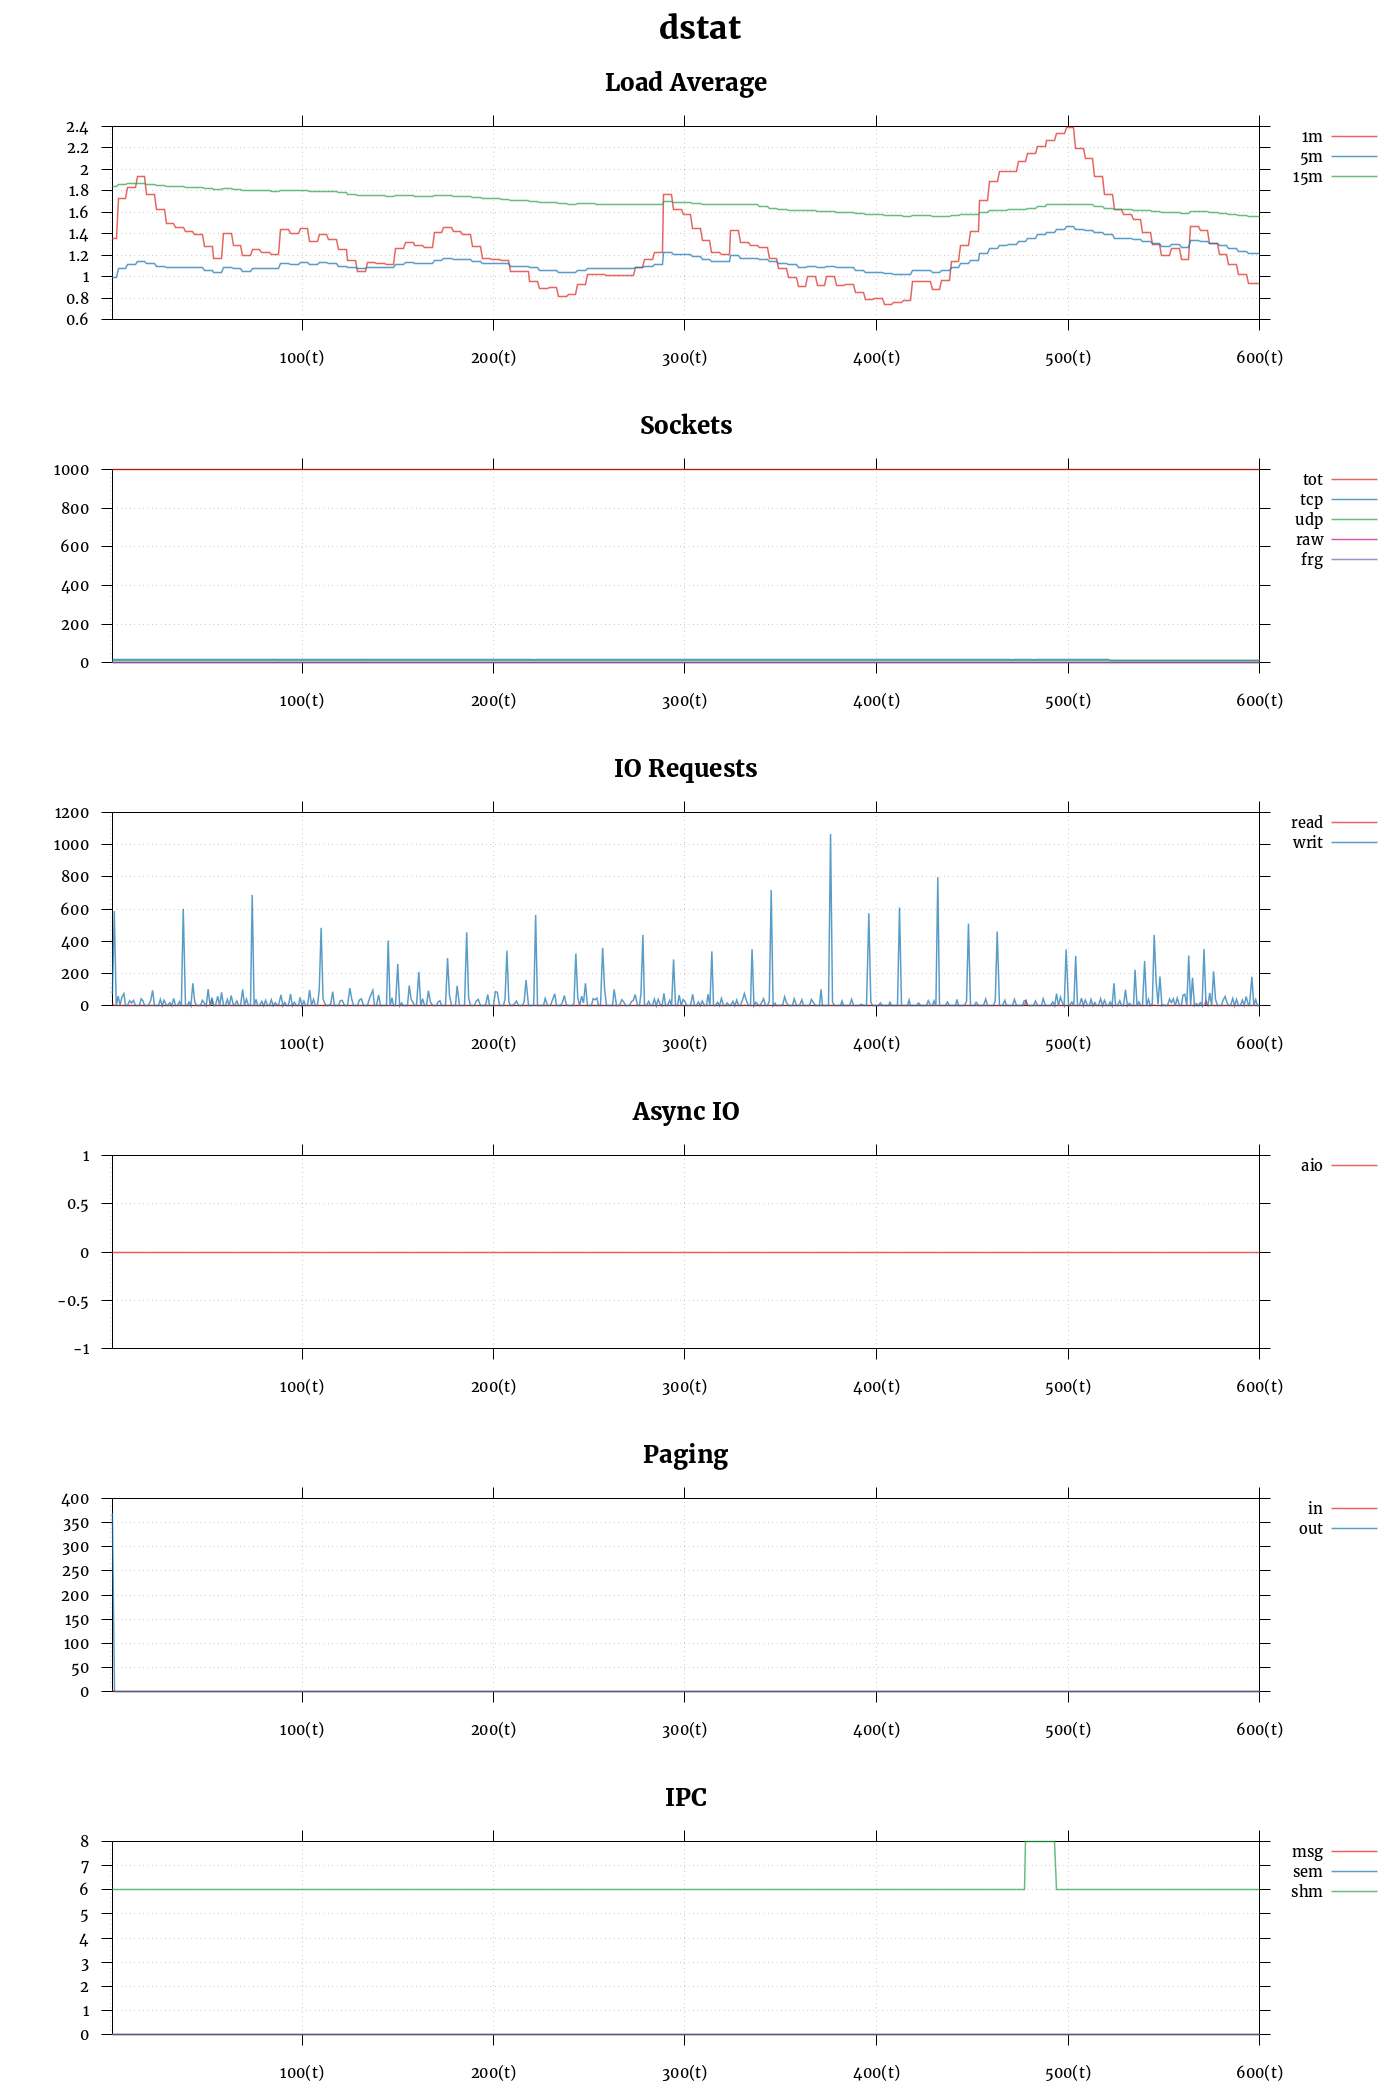 dstat
Load Average
2.4
2.2
2
1.8
1.6
1.4
1.2
1
0.8
0.6
100(t) 200(t) 300(t) 400(t) 500(t) 600(t)
1m
5m
15m
Sockets
1000
800
600
400
200
0
100(t) 200(t) 300(t) 400(t) 500(t) 600(t)
tot
tcp
udp
raw
frg
IO Requests
1200
1000
800
600
400
200
0
100(t) 200(t) 300(t) 400(t) 500(t) 600(t)
read
writ
Async IO
1
0.5
0
-0.5
-1
100(t) 200(t) 300(t) 400(t) 500(t) 600(t)
aio
Paging
400
350
300
250
200
150
100
50
0
100(t) 200(t) 300(t) 400(t) 500(t) 600(t)
in
out
IPC
8
7
6
5
4
3
2
1
0
100(t) 200(t) 300(t) 400(t) 500(t) 600(t)
msg
sem
shm